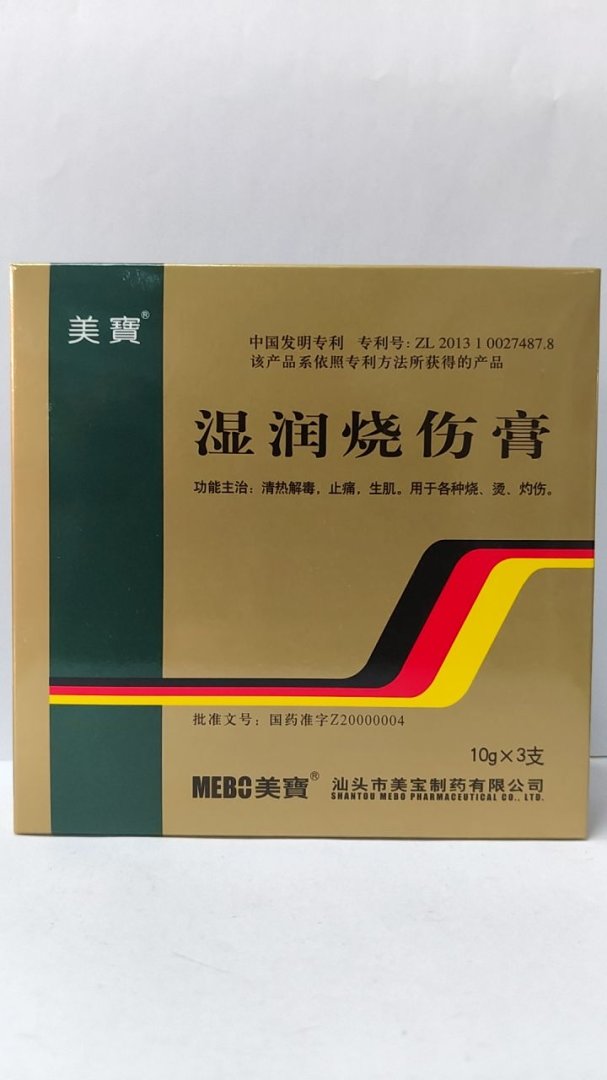 美寶®
中国发明专利 专利号：ZL 2013 1 0027487.8
该产品系依照专利方法所获得的产品
湿润烧伤膏
功能主治：清热解毒，止痛，生肌。用于各种烧、烫、灼伤。
批准文号：国药准字Z20000004
10g×3支
MEBO美寶® 汕头市美宝制药有限公司
SHANTOU MEBO PHARMACEUTICAL CO., LTD.